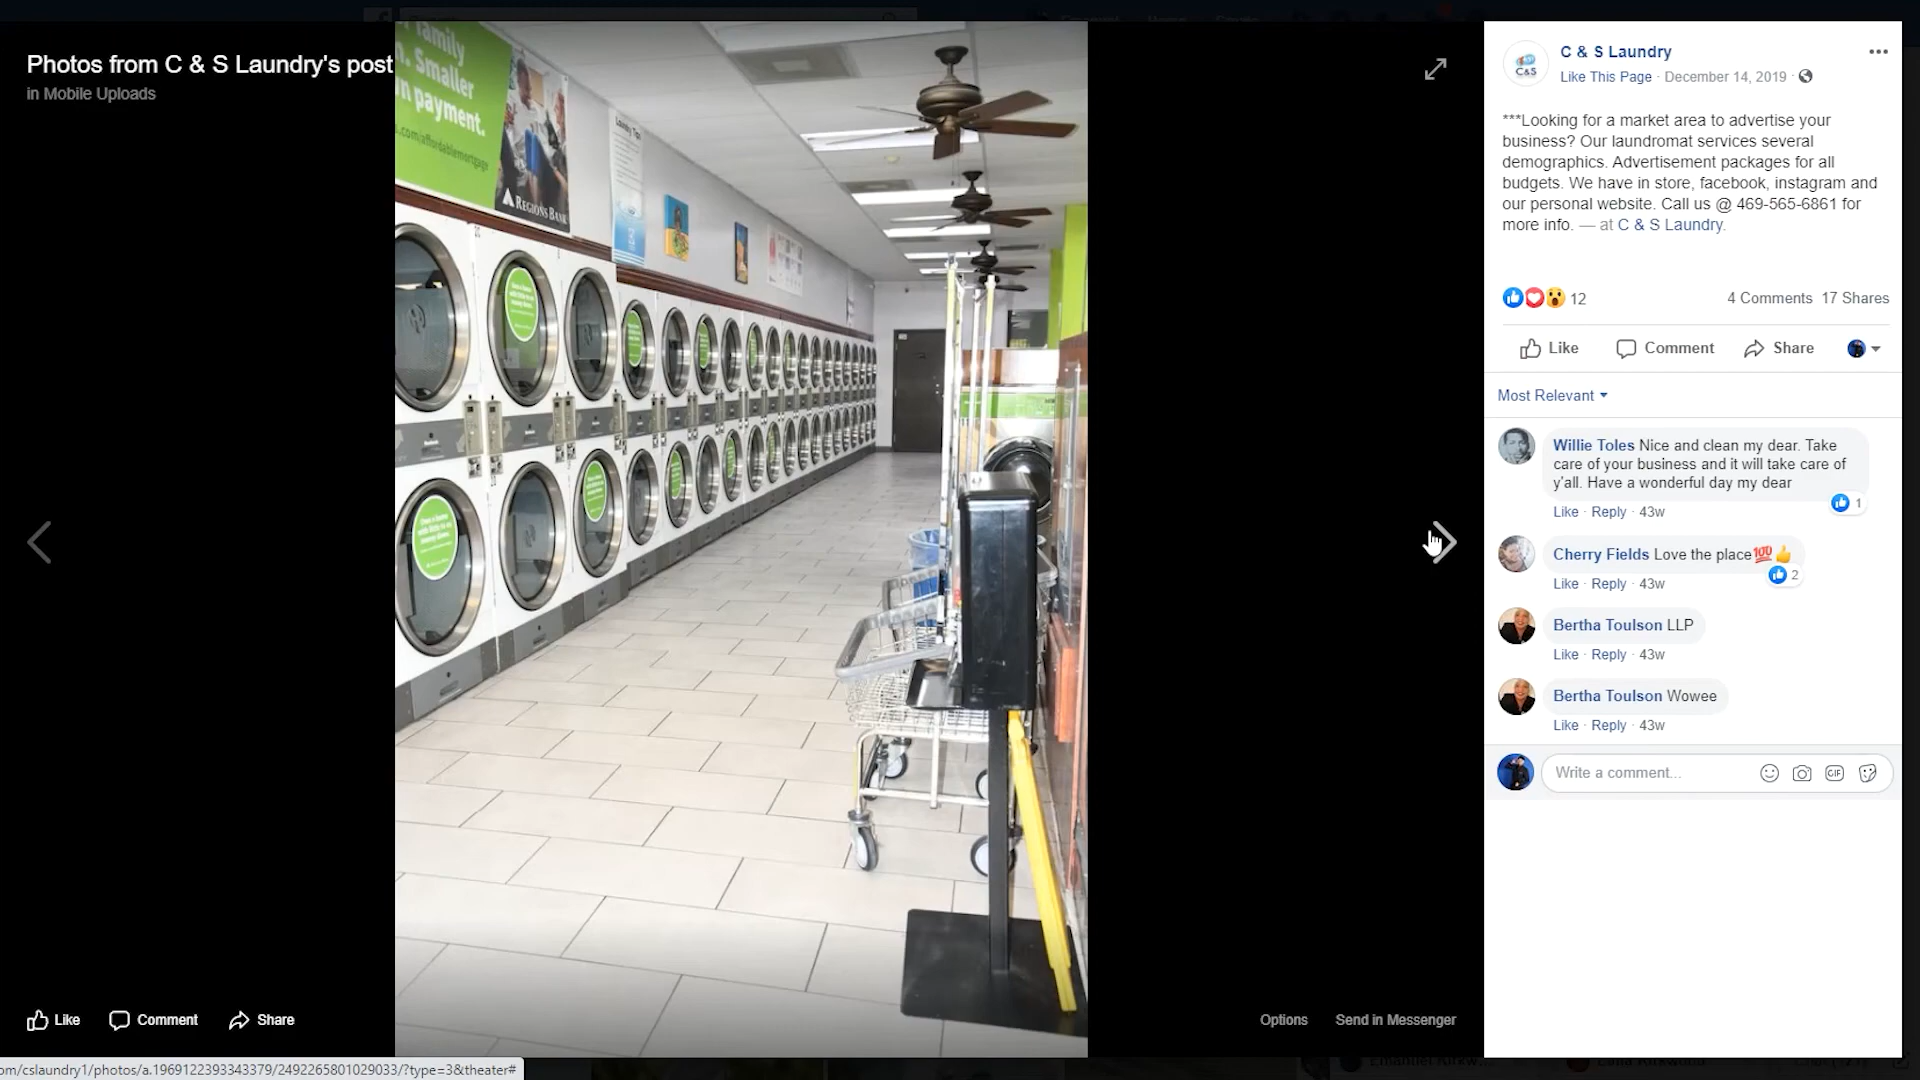 Photos from C & S Laundry's post
in Mobile Uploads
family
Smaller
payment.
.com/affordablemortgage
REGIONS BANK
Laundry Tips
C&S
C & S Laundry
Like This Page · December 14, 2019 ·
***Looking for a market area to advertise your
business? Our laundromat services several
demographics. Advertisement packages for all
budgets. We have in store, facebook, instagram and
our personal website. Call us @ 469-565-6861 for
more info. — at C & S Laundry.
12
4 Comments 17 Shares
Like Comment Share
Most Relevant
Willie Toles Nice and clean my dear. Take
care of your business and it will take care of
y'all. Have a wonderful day my dear
1
Like · Reply · 43w
Cherry Fields Love the place💯👍
2
Like · Reply · 43w
Bertha Toulson LLP
Like · Reply · 43w
Bertha Toulson Wowee
Like · Reply · 43w
Write a comment...
GIF
Like Comment Share
Options Send in Messenger
om/cslaundry1/photos/a.1969122393343379/2492265801029033/?type=3&theater#